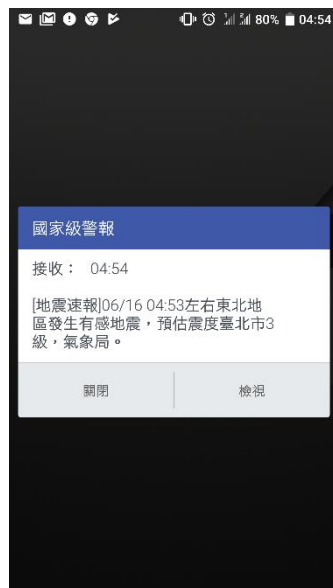 80% 04:54
國家級警報
接收： 04:54
[地震速報]06/16 04:53左右東北地
區發生有感地震，預估震度臺北市3
級，氣象局。
關閉 檢視